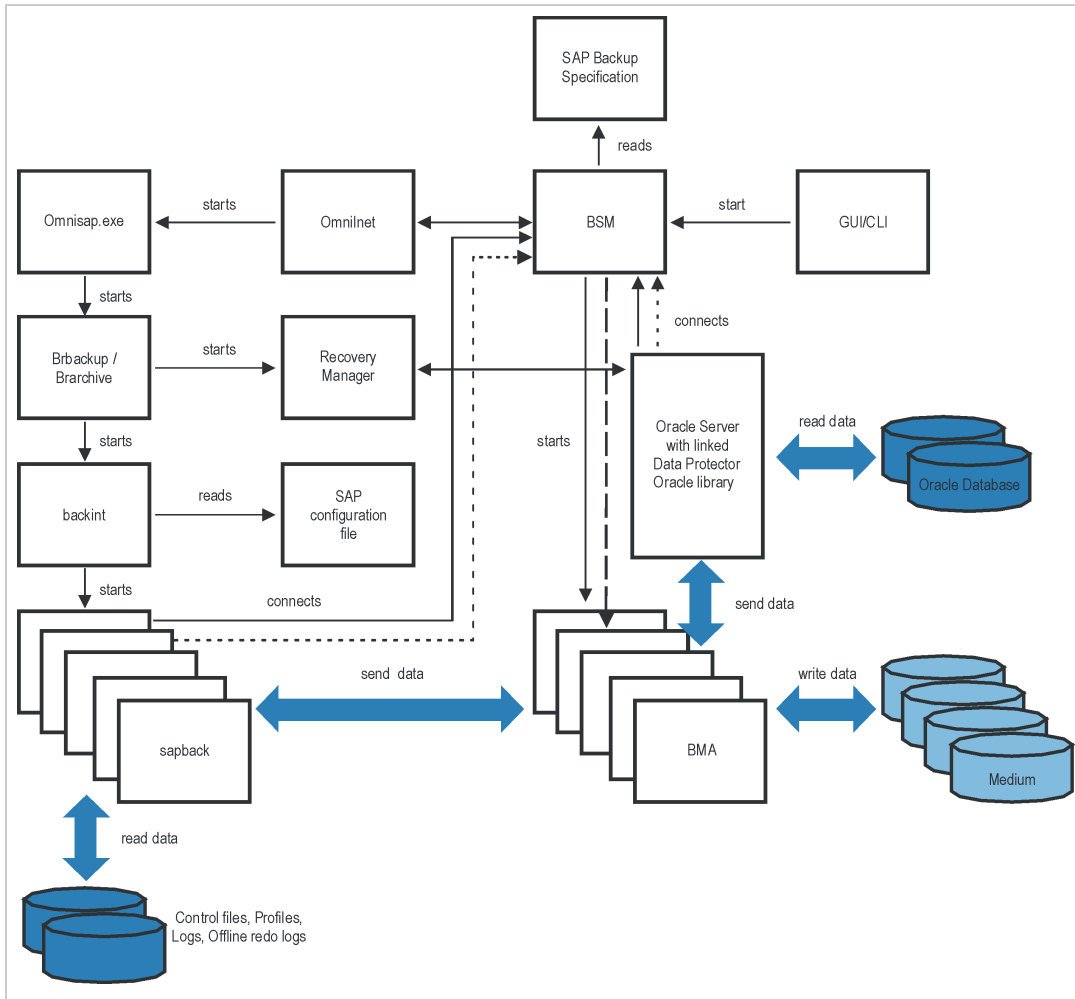 SAP Backup
Specification
reads
Omnisap.exe
starts
OmniInet
BSM
start
GUI/CLI
starts
connects
Brbackup /
Brarchive
starts
Recovery
Manager
starts
starts
Oracle Server
with linked
Data Protector
Oracle library
read data
Oracle Database
backint
reads
SAP
configuration
file
starts
connects
send data
send data
write data
sapback
BMA
Medium
read data
Control files, Profiles,
Logs, Offline redo logs